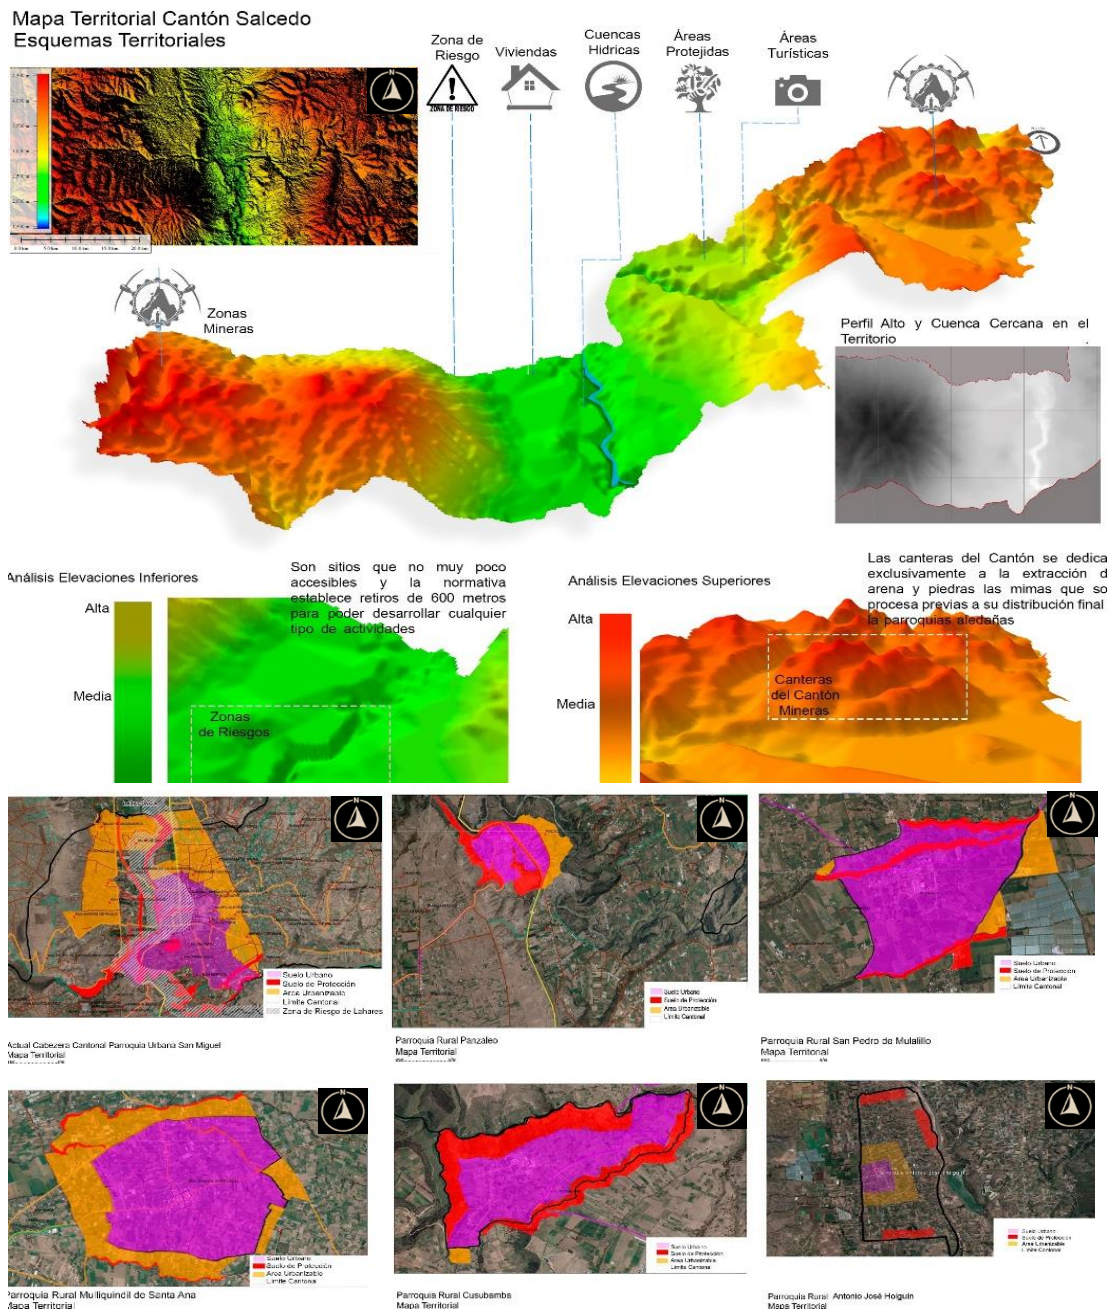 Mapa Territorial Cantón Salcedo
Esquemas Territoriales
Zona de
Riesgo
ZONA DE RIESGO
Viviendas
Cuencas
Hidricas
Áreas
Protejidas
Áreas
Turísticas
Zonas
Mineras
Perfil Alto y Cuenca Cercana en el
Territorio
Análisis Elevaciones Inferiores
Alta
Media
Son sitios que no muy poco
accesibles y la normativa
establece retiros de 600 metros
para poder desarrollar cualquier
tipo de actividades
Zonas
de Riesgos
Análisis Elevaciones Superiores
Alta
Media
Las canteras del Cantón se dedica
exclusivamente a la extracción d
arena y piedras las mimas que so
procesa previas a su distribución final
la parroquias aledañas
Canteras
del Cantón
Mineras
N
Suelo Urbano
Suelo de Protección
Area Urbanizable
Límite Cantonal
Zona de Riesgo de Lahares
Actual Cabezera Cantonal Parroquia Urbana San Miguel
Mapa Territorial
N
Suelo Urbano
Suelo de Protección
Area Urbanizable
Límite Cantonal
Parroquia Rural Panzaleo
Mapa Territorial
N
Suelo Urbano
Suelo de Protección
Area Urbanizable
Límite Cantonal
Parroquia Rural San Pedro de Mulalillo
Mapa Territorial
N
Suelo Urbano
Suelo de Protección
Area Urbanizable
Límite Cantonal
Parroquia Rural Mulliquindil de Santa Ana
Mapa Territorial
N
Suelo Urbano
Suelo de Protección
Area Urbanizable
Límite Cantonal
Parroquia Rural Cusubamba
Mapa Territorial
N
Suelo Urbano
Suelo de Protección
Area Urbanizable
Límite Cantonal
Parroquia Rural Antonio José Holguin
Mapa Territorial